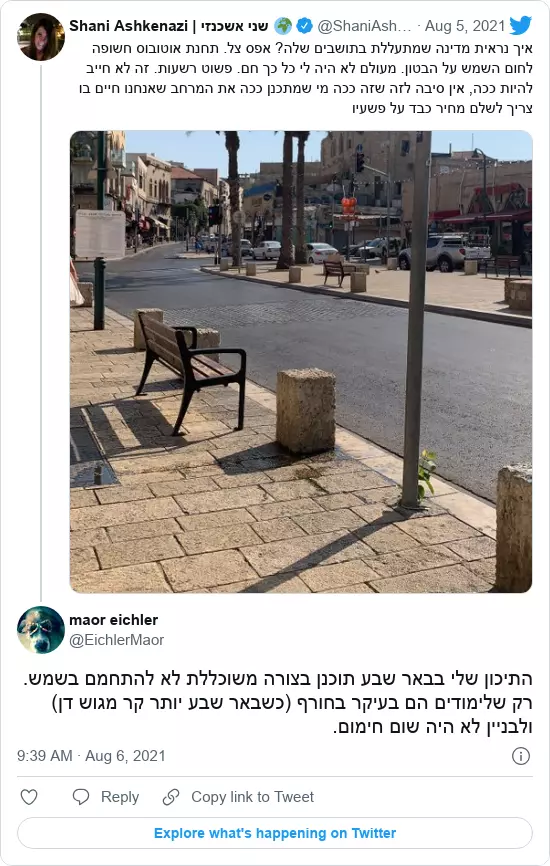 Shani Ashkenazi | שני אשכנזי @ShaniAsh... · Aug 5, 2021
איך נראית מדינה שמתעללת בתושבים שלה? אפס צל. תחנת אוטובוס חשופה
לחום השמש על הבטון. מעולם לא היה לי כל כך חם. פשוט רשעות. זה לא חייב
להיות ככה, אין סיבה לזה שזה ככה מי שמתכנן ככה את המרחב שאנחנו חיים בו
צריך לשלם מחיר כבד על פשעיו
maor eichler
@EichlerMaor
התיכון שלי בבאר שבע תוכנן בצורה משוכללת לא להתחמם בשמש.
רק שלימודים הם בעיקר בחורף (כשבאר שבע יותר קר מגוש דן)
ולבניין לא היה שום חימום.
9:39 AM · Aug 6, 2021
Reply
Copy link to Tweet
Explore what's happening on Twitter